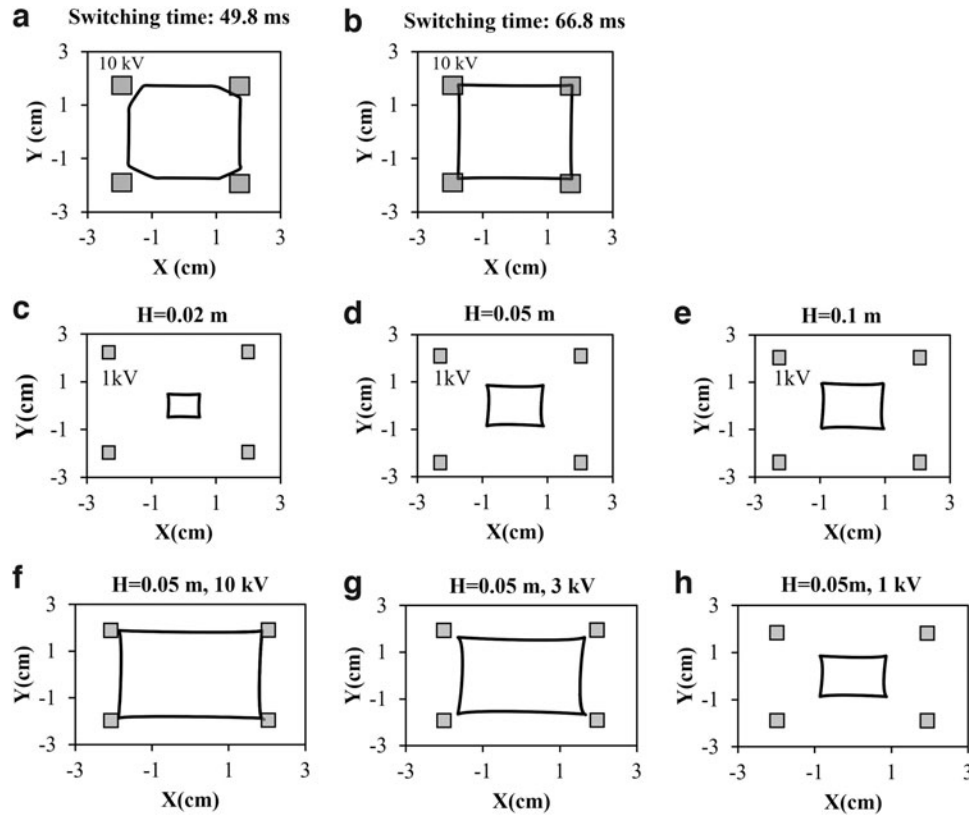 a
Switching time: 49.8 ms
3
1
-1
-3
Y (cm)
10 kV
-3 -1 1 3
X (cm)
b
Switching time: 66.8 ms
3
1
-1
-3
Y (cm)
10 kV
-3 -1 1 3
X (cm)
c
H=0.02 m
3
1
-1
-3
Y(cm)
1kV
-3 -1 1 3
X(cm)
d
H=0.05 m
3
1
-1
-3
Y(cm)
1kV
-3 -1 1 3
X(cm)
e
H=0.1 m
3
1
-1
-3
Y(cm)
1kV
-3 -1 1 3
X(cm)
f
H=0.05 m, 10 kV
3
1
-1
-3
Y(cm)
-3 -1 1 3
X(cm)
g
H=0.05 m, 3 kV
3
1
-1
-3
Y(cm)
-3 -1 1 3
X(cm)
h
H=0.05m, 1 kV
3
1
-1
-3
Y(cm)
-3 -1 1 3
X(cm)